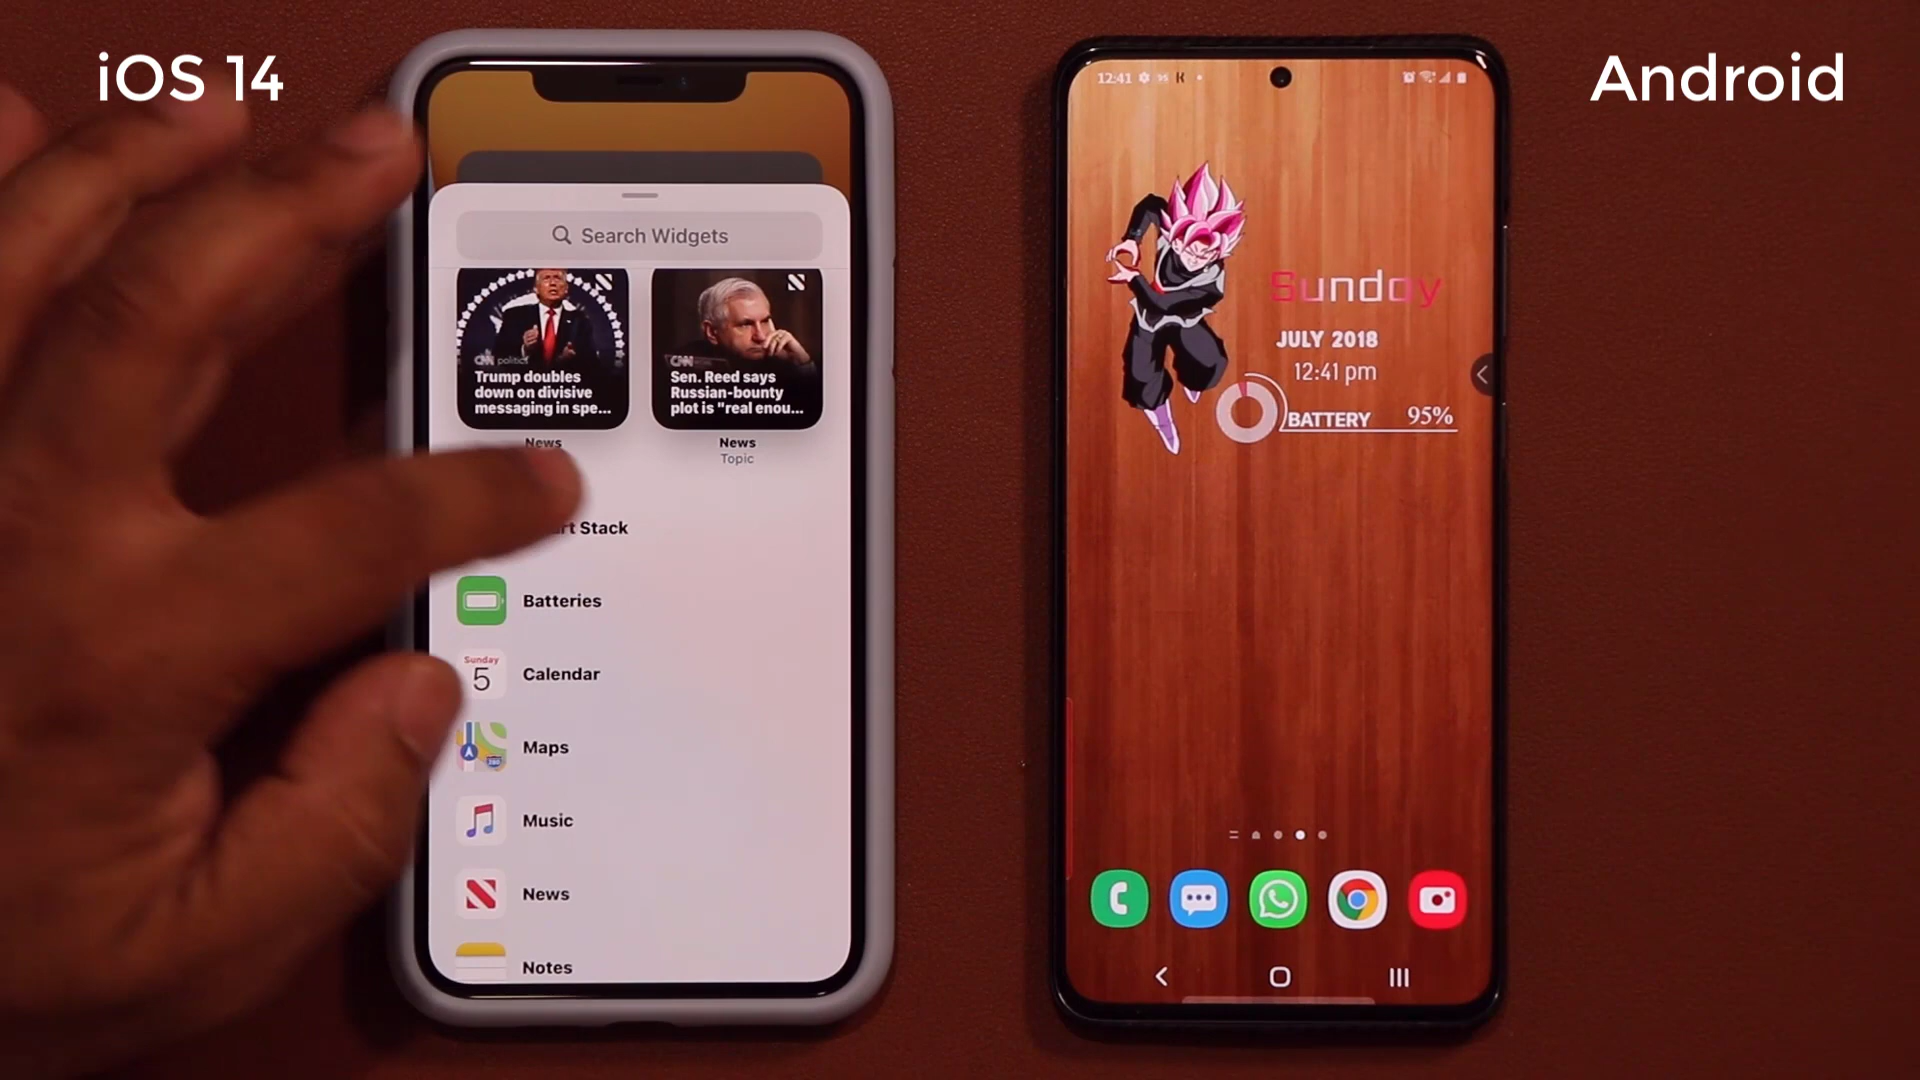 iOS 14
Android
Search Widgets
CNN politics
Trump doubles
down on divisive
messaging in spe...
News
CNN
Sen. Reed says
Russian-bounty
plot is "real enou...
News
Topic
rt Stack
Batteries
Sunday
5
Calendar
280
Maps
Music
News
Notes
12:41
Sunday
JULY 2018
12:41 pm
BATTERY 95%